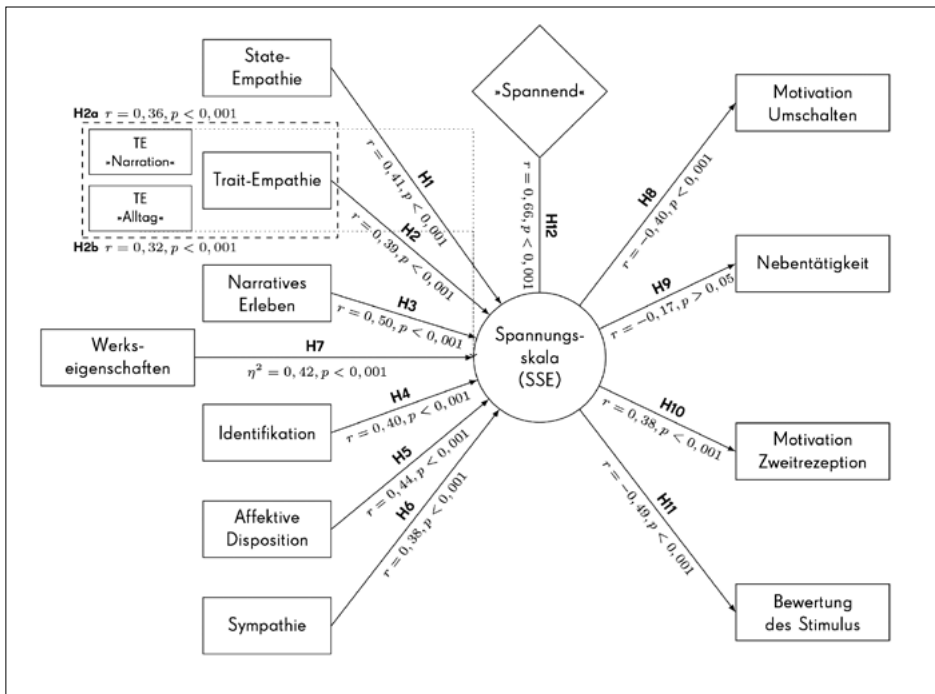 State-
Empathie
»Spannend«
Motivation
Umschalten
H2a r = 0, 36, p < 0, 001
TE
»Narration«
TE
»Alltag«
Trait-Empathie
H2b r = 0, 32, p < 0, 001
H1
r = 0, 41, p < 0, 001
H2
r = 0, 39, p < 0, 001
H12
r = 0, 66, p < 0, 001
H8
r = −0, 40, p < 0, 001
Narratives
Erleben
H3
r = 0, 50, p < 0, 001
H9
r = −0, 17, p > 0, 05
Nebentätigkeit
Werks-
eigenschaften
H7
η² = 0, 42, p < 0, 001
Spannungs-
skala
(SSE)
Identifikation
H4
r = 0, 40, p < 0, 001
H10
r = 0, 38, p < 0, 001
Motivation
Zweitrezeption
Affektive
Disposition
H5
r = 0, 44, p < 0, 001
H6
r = 0, 38, p < 0, 001
H11
r = −0, 49, p < 0, 001
Sympathie
Bewertung
des Stimulus